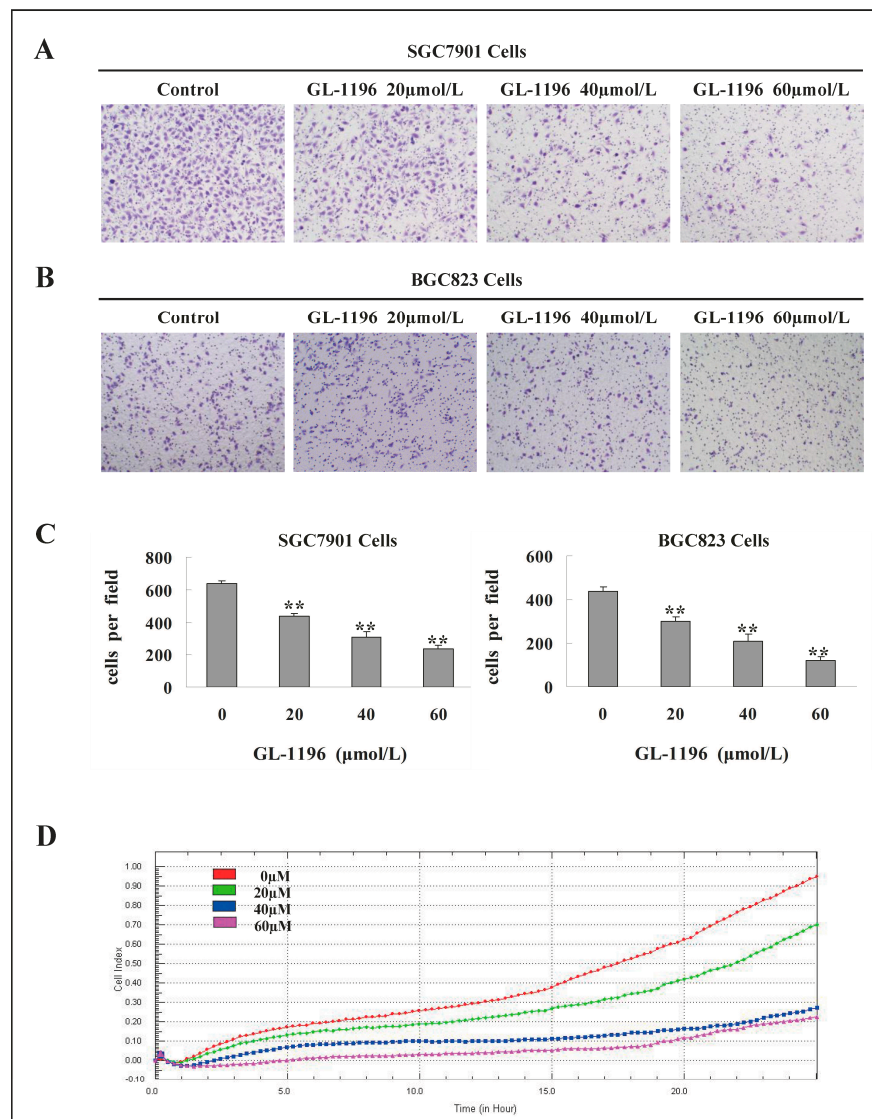 A
SGC7901 Cells
Control GL-1196 20μmol/L GL-1196 40μmol/L GL-1196 60μmol/L
B
BGC823 Cells
Control GL-1196 20μmol/L GL-1196 40μmol/L GL-1196 60μmol/L
C
SGC7901 Cells
800
600
400
200
0
cells per field
** ** **
0 20 40 60
GL-1196 (μmol/L)
BGC823 Cells
600
400
200
0
cells per field
** ** **
0 20 40 60
GL-1196 (μmol/L)
D
1.00
0.90
0.80
0.70
0.60
0.50
0.40
0.30
0.20
0.10
0.00
-0.10
Cell Index
0μM
20μM
40μM
60μM
0.0 5.0 10.0 15.0 20.0
Time (in Hour)